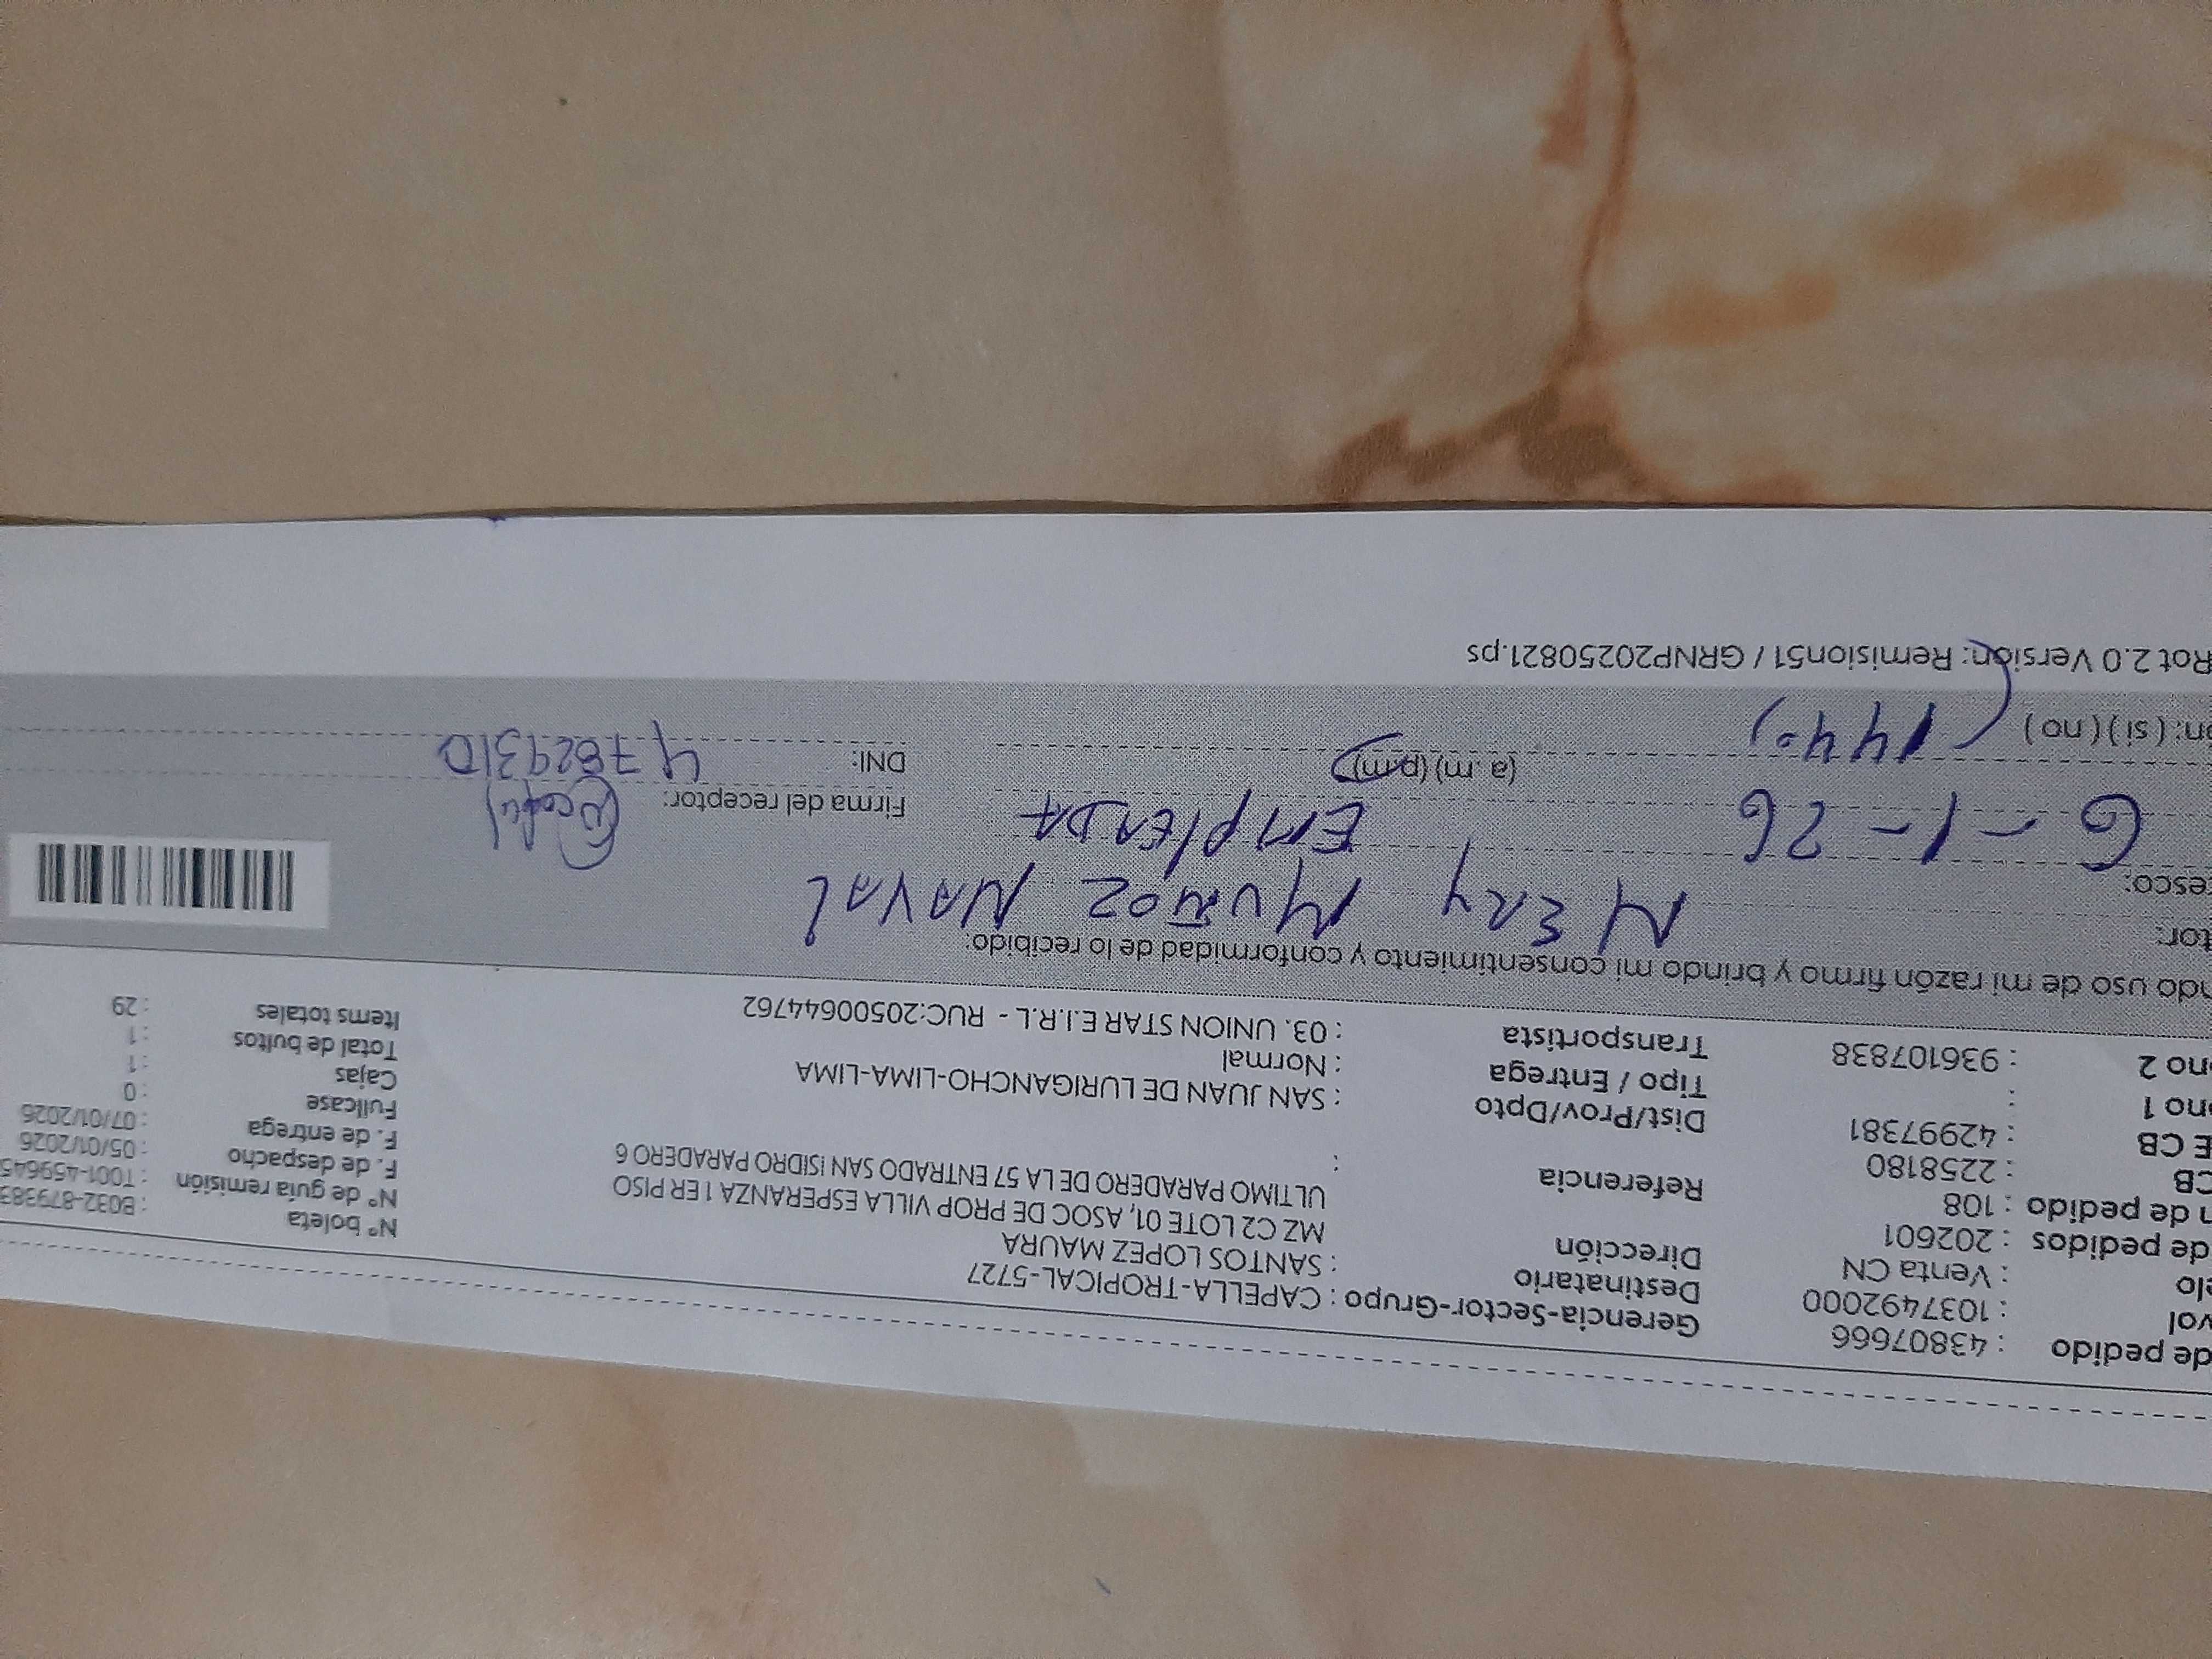 de pedido : 43807666 Gerencia-Sector-Grupo : CAPELLA-TROPICAL-5727 Nº boleta : B032-879383
vol : 1037492000 Destinatario : SANTOS LOPEZ MAURA Nº de guía remisión : T001-459645
elo : Venta CN Dirección MZ C2 LOTE 01, ASOC DE PROP VILLA ESPERANZA 1 ER PISO F. de despacho : 05/01/2026
de pedidos : 202601 ULTIMO PARADERO DE LA 57 ENTRADO SAN ISIDRO PARADERO 6 F. de entrega : 07/01/2026
n de pedido : 108 Referencia : Fullcase : 0
CB : 2258180 Dist/Prov/Dpto : SAN JUAN DE LURIGANCHO-LIMA-LIMA Cajas : 1
E CB : 42997381 Tipo / Entrega : Normal Total de bultos : 1
ono 1 : Transportista : 03. UNION STAR E.I.R.L - RUC:20500644762 Items totales : 29
ono 2 : 936107838
ndo uso de mi razón firmo y brindo mi consentimiento y conformidad de lo recibido:
tor: MERY MUÑOZ NAVAL
esco: EMPLEADA Firma del receptor:
6-1-26 (a. m) (p.m) DNI: 47829310
on: ( si ) ( no )
Rot 2.0 Version: Remision51 / GRNP20250821.ps